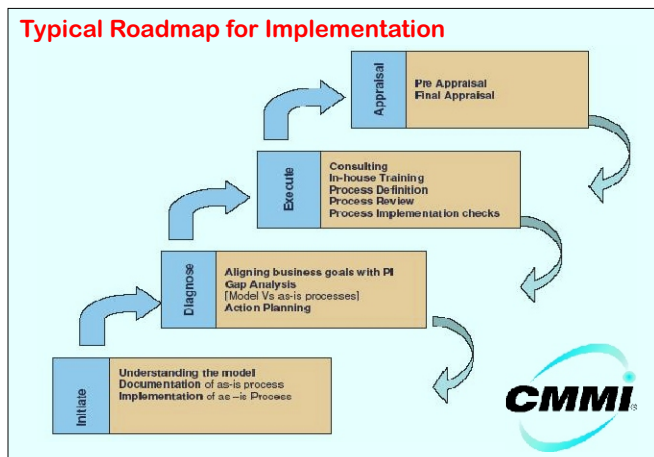 Typical Roadmap for Implementation
Appraisal
Pre Appraisal
Final Appraisal
Execute
Consulting
In-house Training
Process Definition
Process Review
Process Implementation checks
Diagnose
Aligning business goals with PI
Gap Analysis
[Model Vs as-is processes]
Action Planning
Initiate
Understanding the model
Documentation of as-is process
Implementation of as –is Process
CMMI®